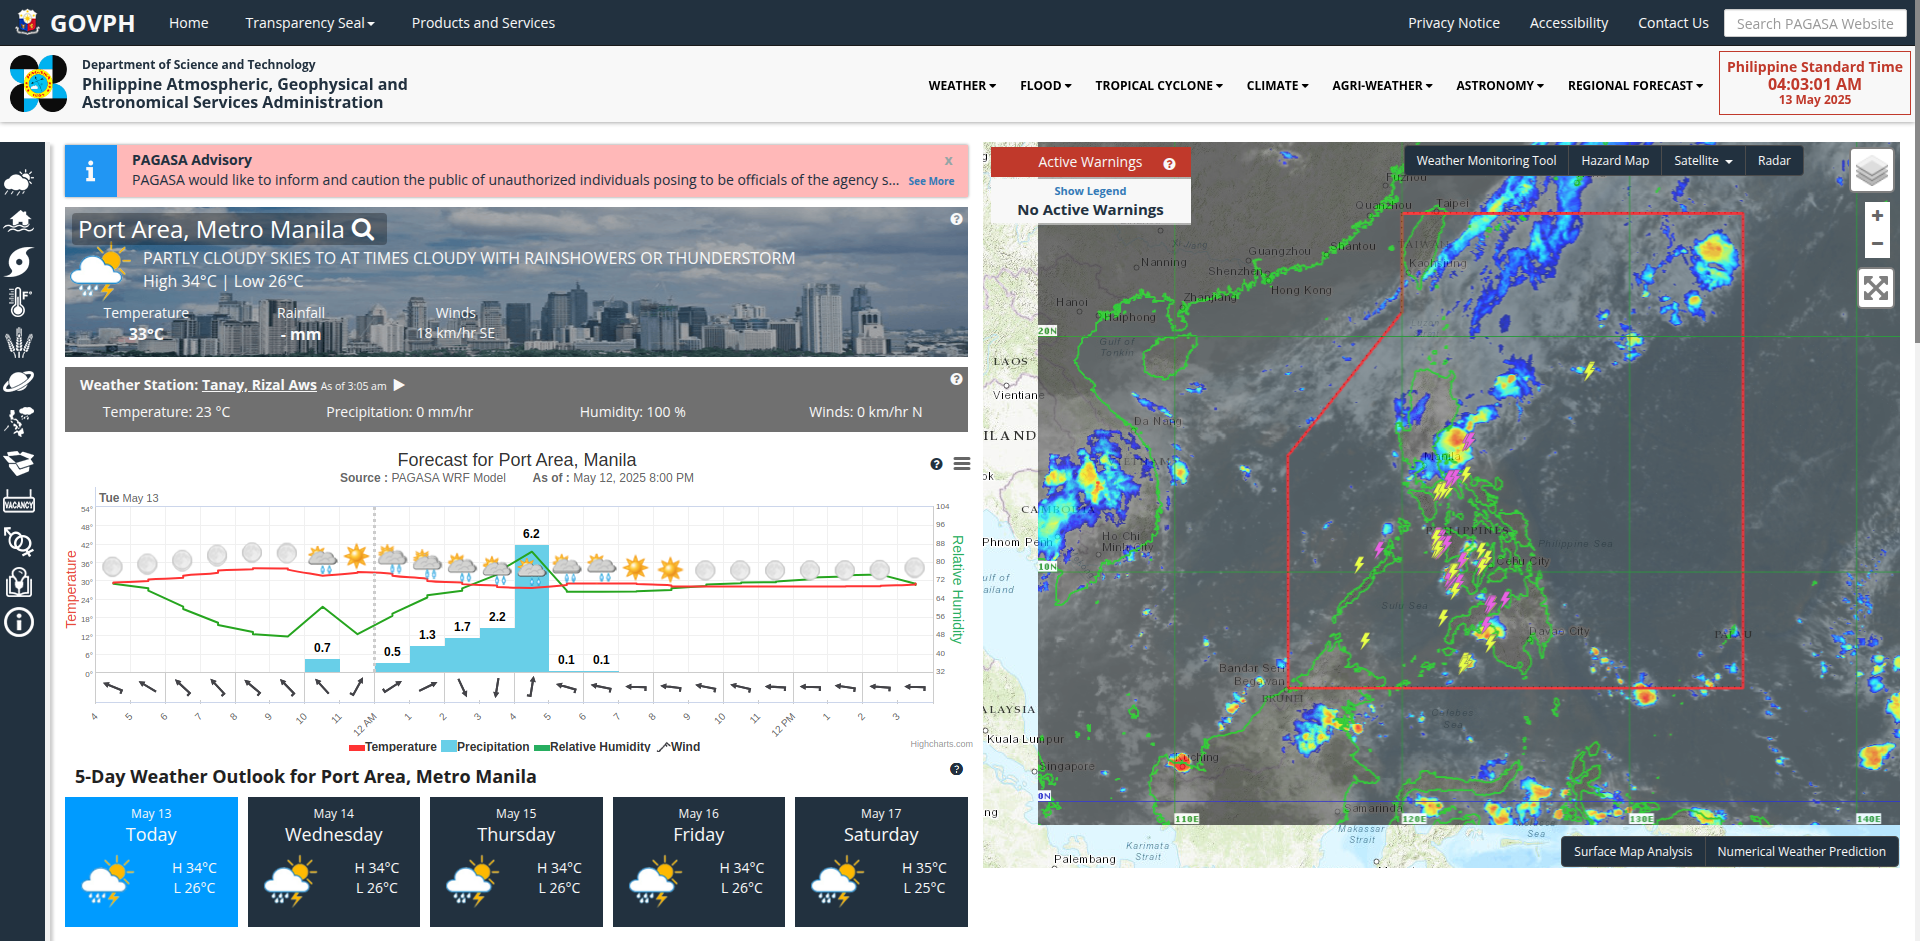 GOVPH
Home
Transparency Seal
Products and Services
Privacy Notice
Accessibility
Contact Us
Search PAGASA Website
Department of Science and Technology
Philippine Atmospheric, Geophysical and
Astronomical Services Administration
WEATHER
FLOOD
TROPICAL CYCLONE
CLIMATE
AGRI-WEATHER
ASTRONOMY
REGIONAL FORECAST
Philippine Standard Time
04:03:01 AM
13 May 2025
VACANCY
PAGASA Advisory
x
PAGASA would like to inform and caution the public of unauthorized individuals posing to be officials of the agency s... See More
Port Area, Metro Manila
PARTLY CLOUDY SKIES TO AT TIMES CLOUDY WITH RAINSHOWERS OR THUNDERSTORM
High 34°C | Low 26°C
Temperature
33°C
Rainfall
- mm
Winds
18 km/hr SE
Weather Station: Tanay, Rizal Aws As of 3:05 am
Temperature: 23 °C
Precipitation: 0 mm/hr
Humidity: 100 %
Winds: 0 km/hr N
Forecast for Port Area, Manila
Source : PAGASA WRF Model As of : May 12, 2025 8:00 PM
Tue May 13
Temperature
54°
48°
42°
36°
30°
24°
18°
12°
6°
0°
104
96
88
80
72
64
56
48
40
32
Relative Humidity
0.7
0.5
1.3
1.7
2.2
6.2
0.1
0.1
4 5 6 7 8 9 10 11 12 AM 1 2 3 4 5 6 7 8 9 10 11 12 PM 1 2 3
Temperature Precipitation Relative Humidity Wind
Highcharts.com
5-Day Weather Outlook for Port Area, Metro Manila
May 13
Today
H 34°C
L 26°C
May 14
Wednesday
H 34°C
L 26°C
May 15
Thursday
H 34°C
L 26°C
May 16
Friday
H 34°C
L 26°C
May 17
Saturday
H 35°C
L 25°C
Active Warnings
Show Legend
No Active Warnings
Weather Monitoring Tool
Hazard Map
Satellite
Radar
+
−
Fuzhou
Quanzhou
Taipei
TAIWAN
Kaohsiung
Guangzhou
Shantou
Nanning
Shenzhen
Hong Kong
Zhanjiang
Hanoi
Haiphong
20N
Gulf of
Tonkin
LAOS
Vientiane
Da Nong
ILAND
VIETNAM
Manila
ok
CAMBODIA
Phnom Penh
Ho Chi
Minh City
PHILIPPINES
Philippine Sea
Cebu City
10N
ulf of
ailand
Sulu Sea
Davao City
PALAU
Bandar Seri
Begawan
BRUNEI
ALAYSIA
Kuala Lumpur
Celebes
Sea
Kuching
Singapore
0N
Samarinda
ng
110E
120E
130E
140E
Makassar
Strait
Sea
Karimata
Strait
Palembang
Surface Map Analysis
Numerical Weather Prediction